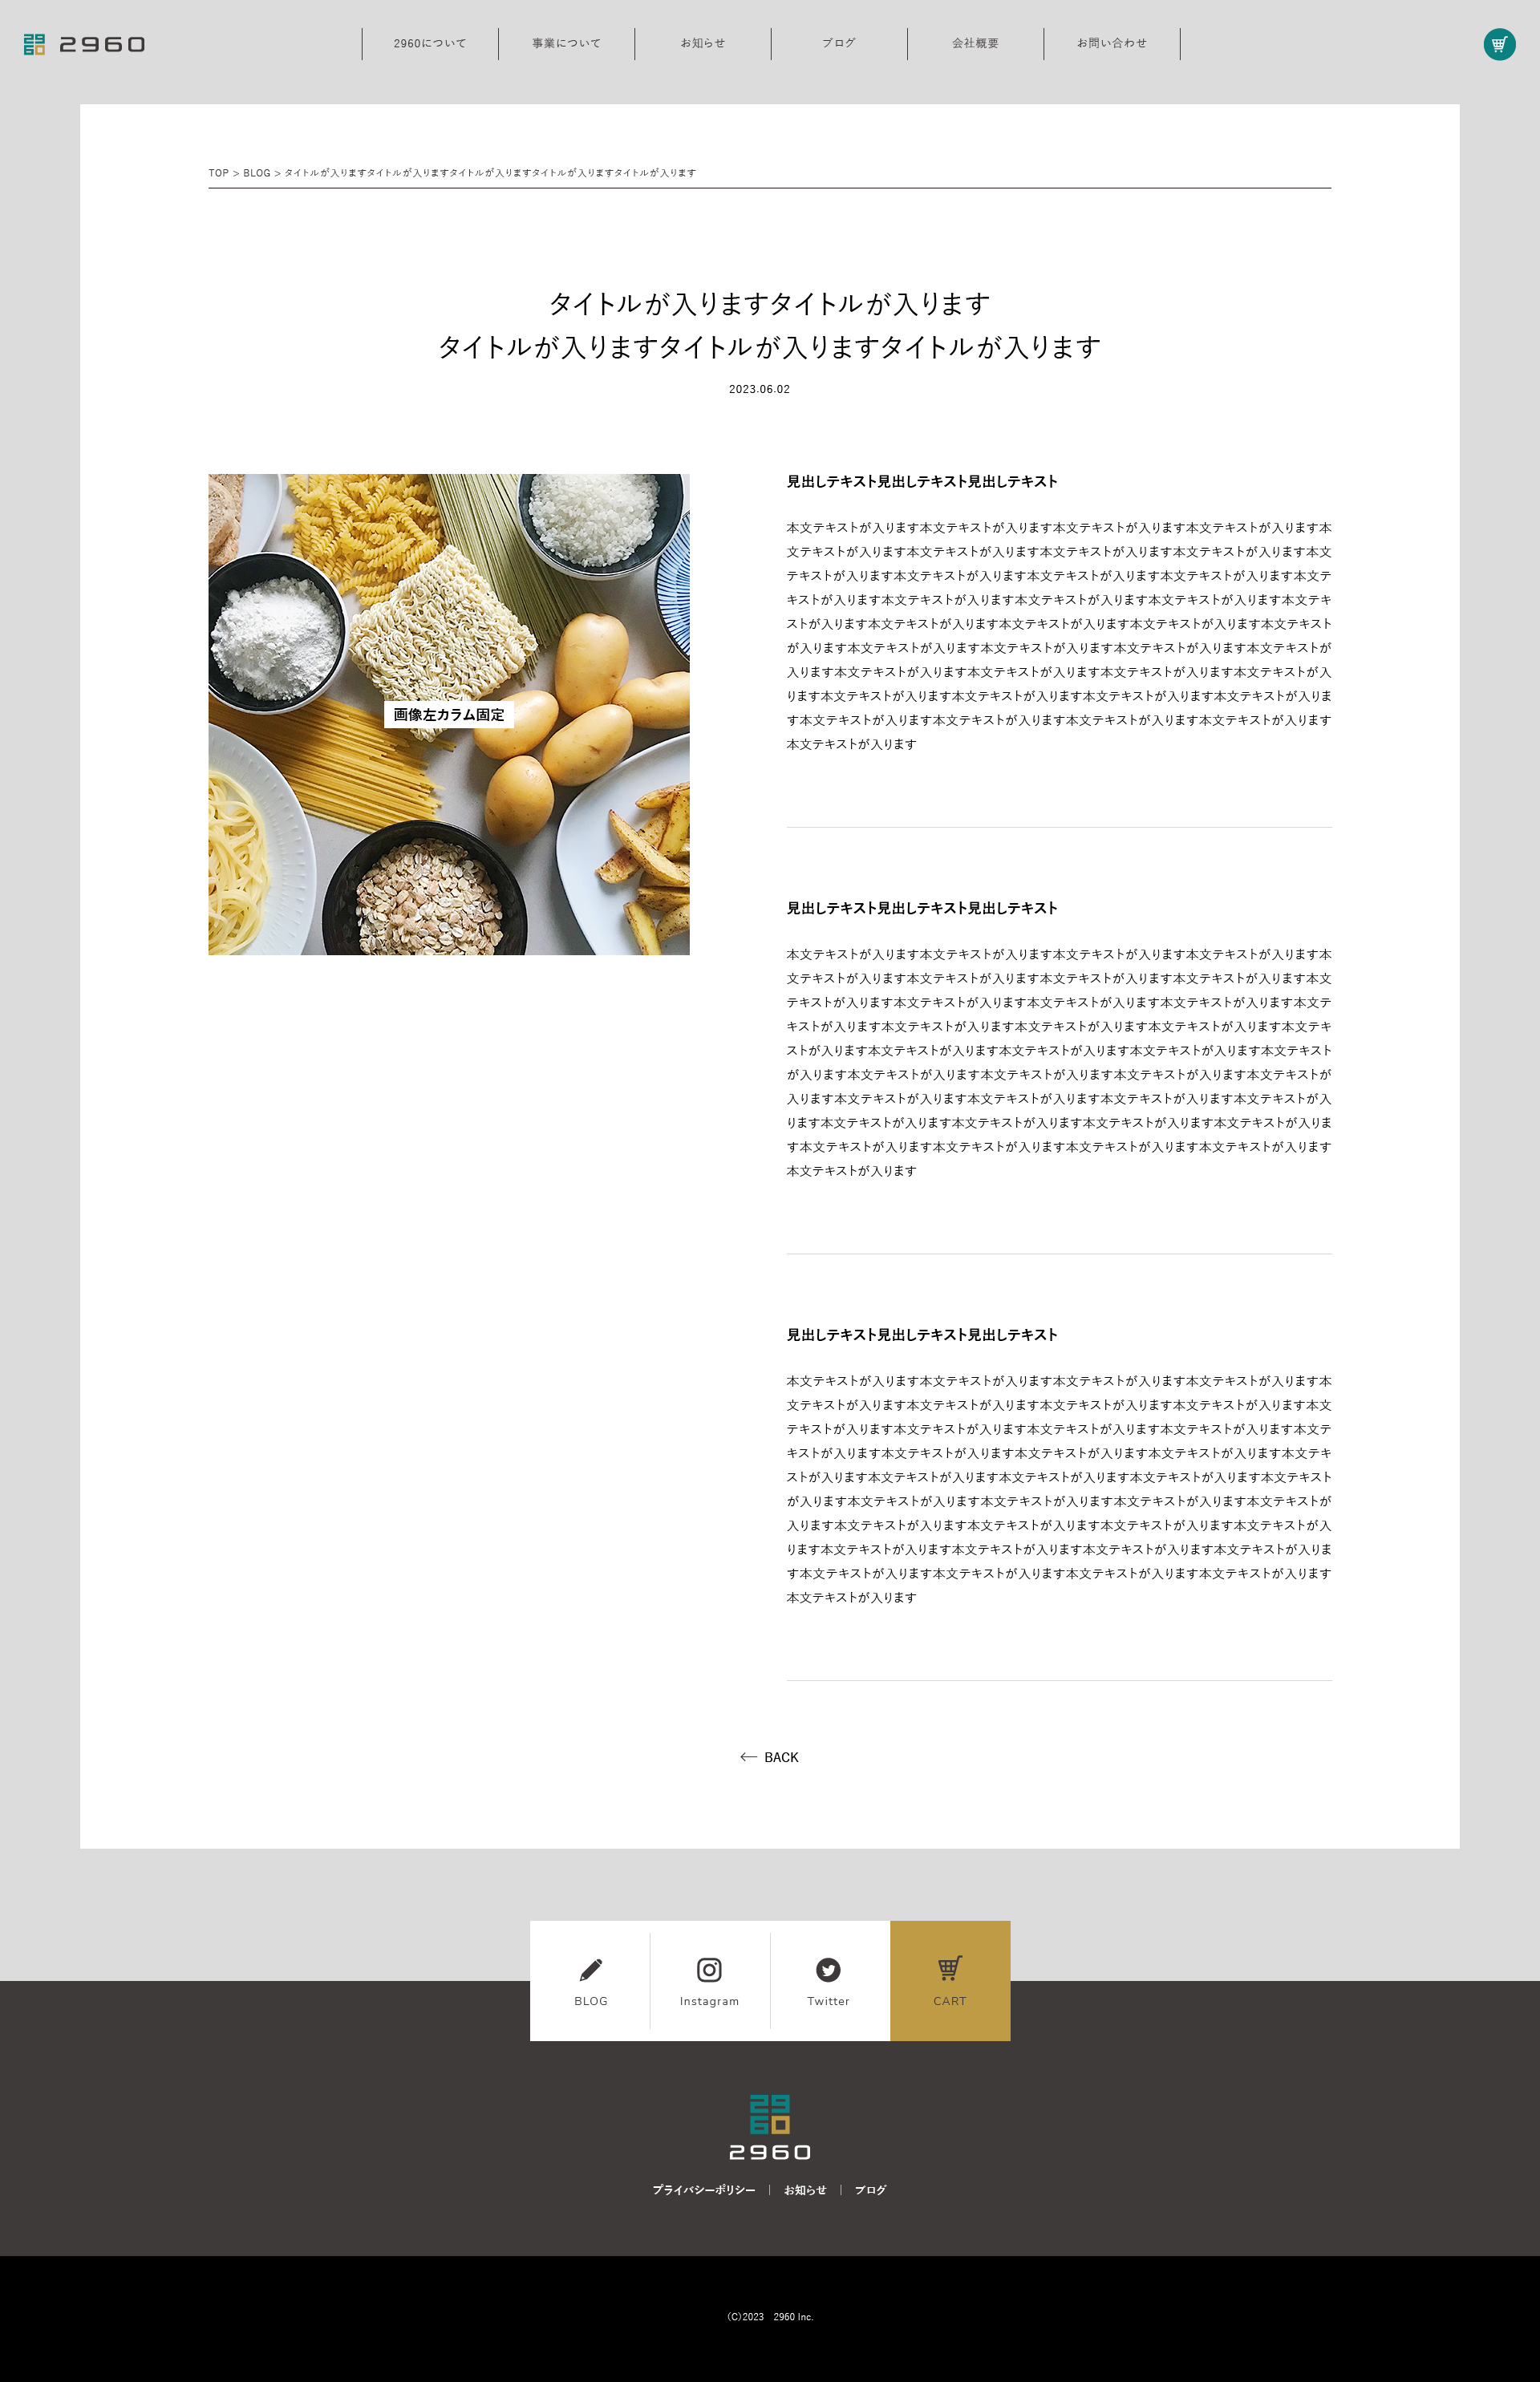 2960
2960について
事業について
お知らせ
ブログ
会社概要
お問い合わせ
TOP > BLOG > タイトルが入りますタイトルが入りますタイトルが入りますタイトルが入りますタイトルが入ります
タイトルが入りますタイトルが入ります
タイトルが入りますタイトルが入りますタイトルが入ります
2023.06.02
画像左カラム固定
見出しテキスト見出しテキスト見出しテキスト
本文テキストが入ります本文テキストが入ります本文テキストが入ります本文テキストが入ります本
文テキストが入ります本文テキストが入ります本文テキストが入ります本文テキストが入ります本文
テキストが入ります本文テキストが入ります本文テキストが入ります本文テキストが入ります本文テ
キストが入ります本文テキストが入ります本文テキストが入ります本文テキストが入ります本文テキ
ストが入ります本文テキストが入ります本文テキストが入ります本文テキストが入ります本文テキスト
が入ります本文テキストが入ります本文テキストが入ります本文テキストが入ります本文テキストが
入ります本文テキストが入ります本文テキストが入ります本文テキストが入ります本文テキストが入
ります本文テキストが入ります本文テキストが入ります本文テキストが入ります本文テキストが入りま
す本文テキストが入ります本文テキストが入ります本文テキストが入ります本文テキストが入ります
本文テキストが入ります
見出しテキスト見出しテキスト見出しテキスト
本文テキストが入ります本文テキストが入ります本文テキストが入ります本文テキストが入ります本
文テキストが入ります本文テキストが入ります本文テキストが入ります本文テキストが入ります本文
テキストが入ります本文テキストが入ります本文テキストが入ります本文テキストが入ります本文テ
キストが入ります本文テキストが入ります本文テキストが入ります本文テキストが入ります本文テキ
ストが入ります本文テキストが入ります本文テキストが入ります本文テキストが入ります本文テキスト
が入ります本文テキストが入ります本文テキストが入ります本文テキストが入ります本文テキストが
入ります本文テキストが入ります本文テキストが入ります本文テキストが入ります本文テキストが入
ります本文テキストが入ります本文テキストが入ります本文テキストが入ります本文テキストが入りま
す本文テキストが入ります本文テキストが入ります本文テキストが入ります本文テキストが入ります
本文テキストが入ります
見出しテキスト見出しテキスト見出しテキスト
本文テキストが入ります本文テキストが入ります本文テキストが入ります本文テキストが入ります本
文テキストが入ります本文テキストが入ります本文テキストが入ります本文テキストが入ります本文
テキストが入ります本文テキストが入ります本文テキストが入ります本文テキストが入ります本文テ
キストが入ります本文テキストが入ります本文テキストが入ります本文テキストが入ります本文テキ
ストが入ります本文テキストが入ります本文テキストが入ります本文テキストが入ります本文テキスト
が入ります本文テキストが入ります本文テキストが入ります本文テキストが入ります本文テキストが
入ります本文テキストが入ります本文テキストが入ります本文テキストが入ります本文テキストが入
ります本文テキストが入ります本文テキストが入ります本文テキストが入ります本文テキストが入りま
す本文テキストが入ります本文テキストが入ります本文テキストが入ります本文テキストが入ります
本文テキストが入ります
← BACK
BLOG
Instagram
Twitter
CART
2960
2960
プライバシーポリシー | お知らせ | ブログ
(C)2023 2960 Inc.